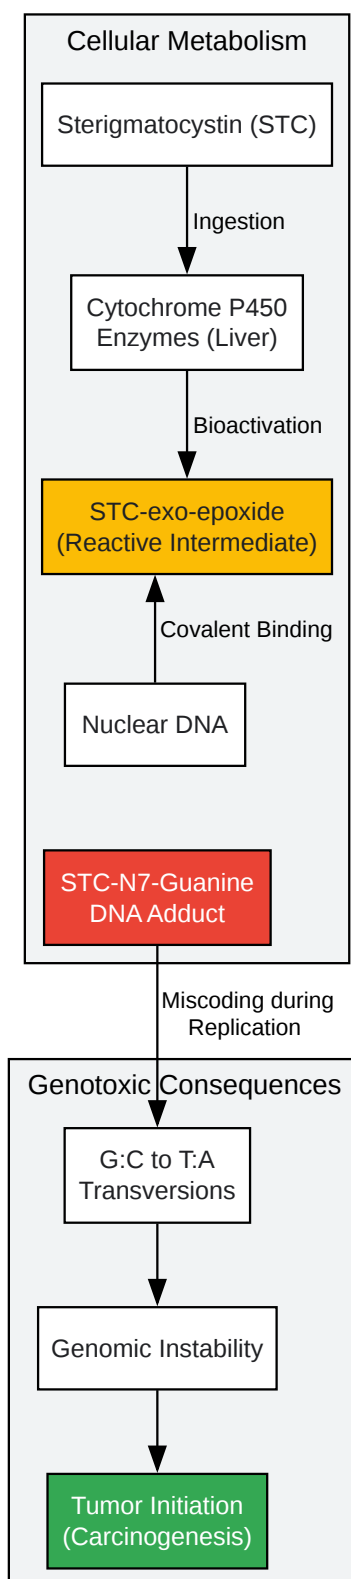 Cellular Metabolism
Sterigmatocystin (STC)
Ingestion
Cytochrome P450
Enzymes (Liver)
Bioactivation
STC-exo-epoxide
(Reactive Intermediate)
Covalent Binding
Nuclear DNA
STC-N7-Guanine
DNA Adduct
Miscoding during
Replication
Genotoxic Consequences
G:C to T:A
Transversions
Genomic Instability
Tumor Initiation
(Carcinogenesis)